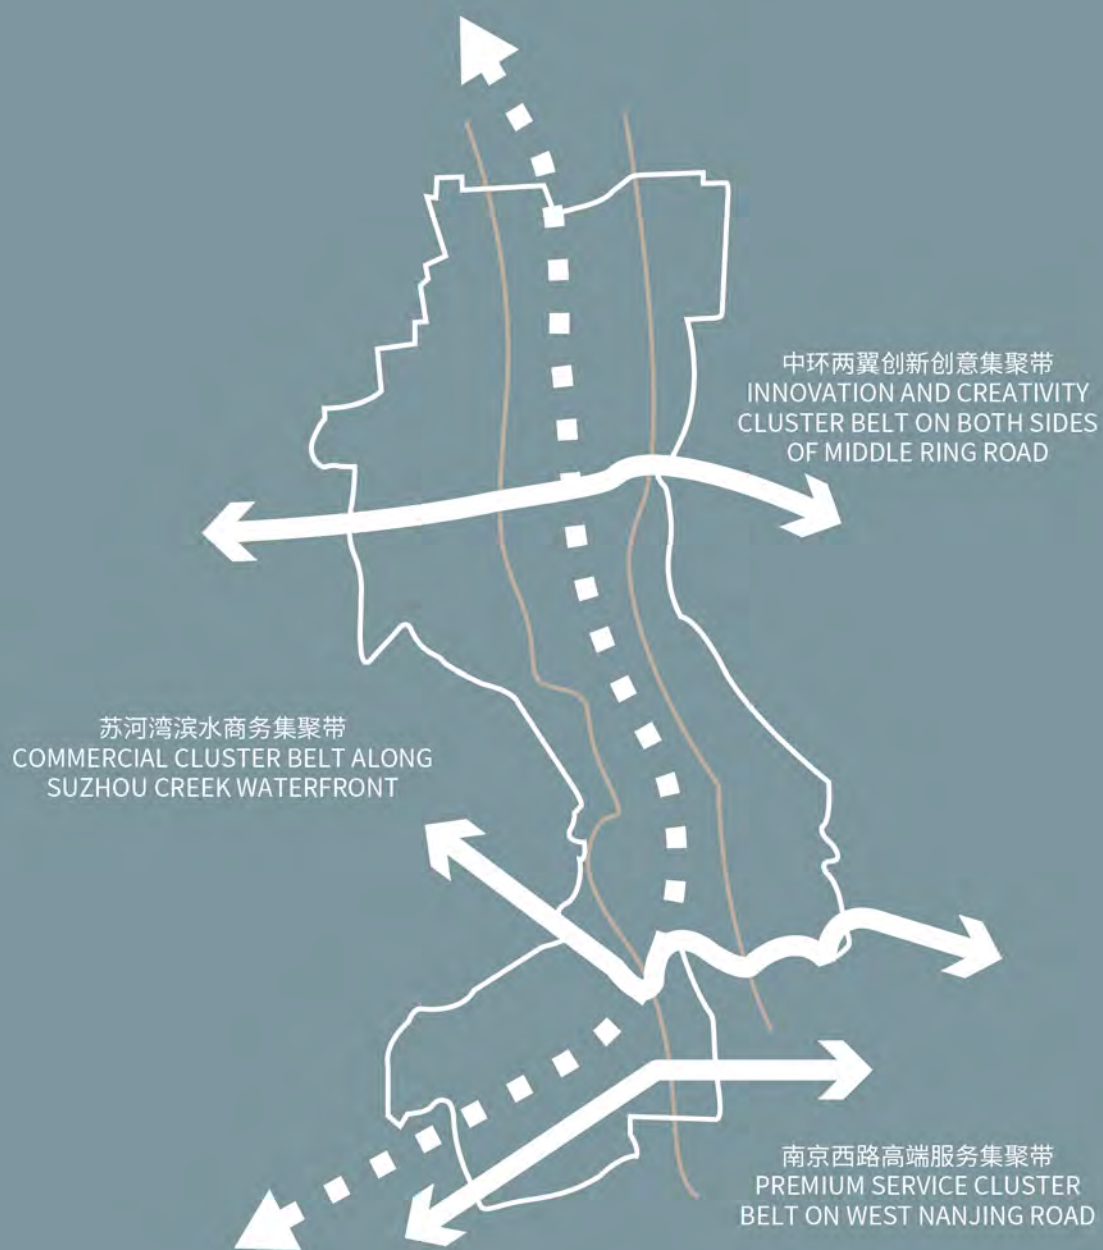 中环两翼创新创意集聚带
INNOVATION AND CREATIVITY
CLUSTER BELT ON BOTH SIDES
OF MIDDLE RING ROAD
苏河湾滨水商务集聚带
COMMERCIAL CLUSTER BELT ALONG
SUZHOU CREEK WATERFRONT
南京西路高端服务集聚带
PREMIUM SERVICE CLUSTER
BELT ON WEST NANJING ROAD